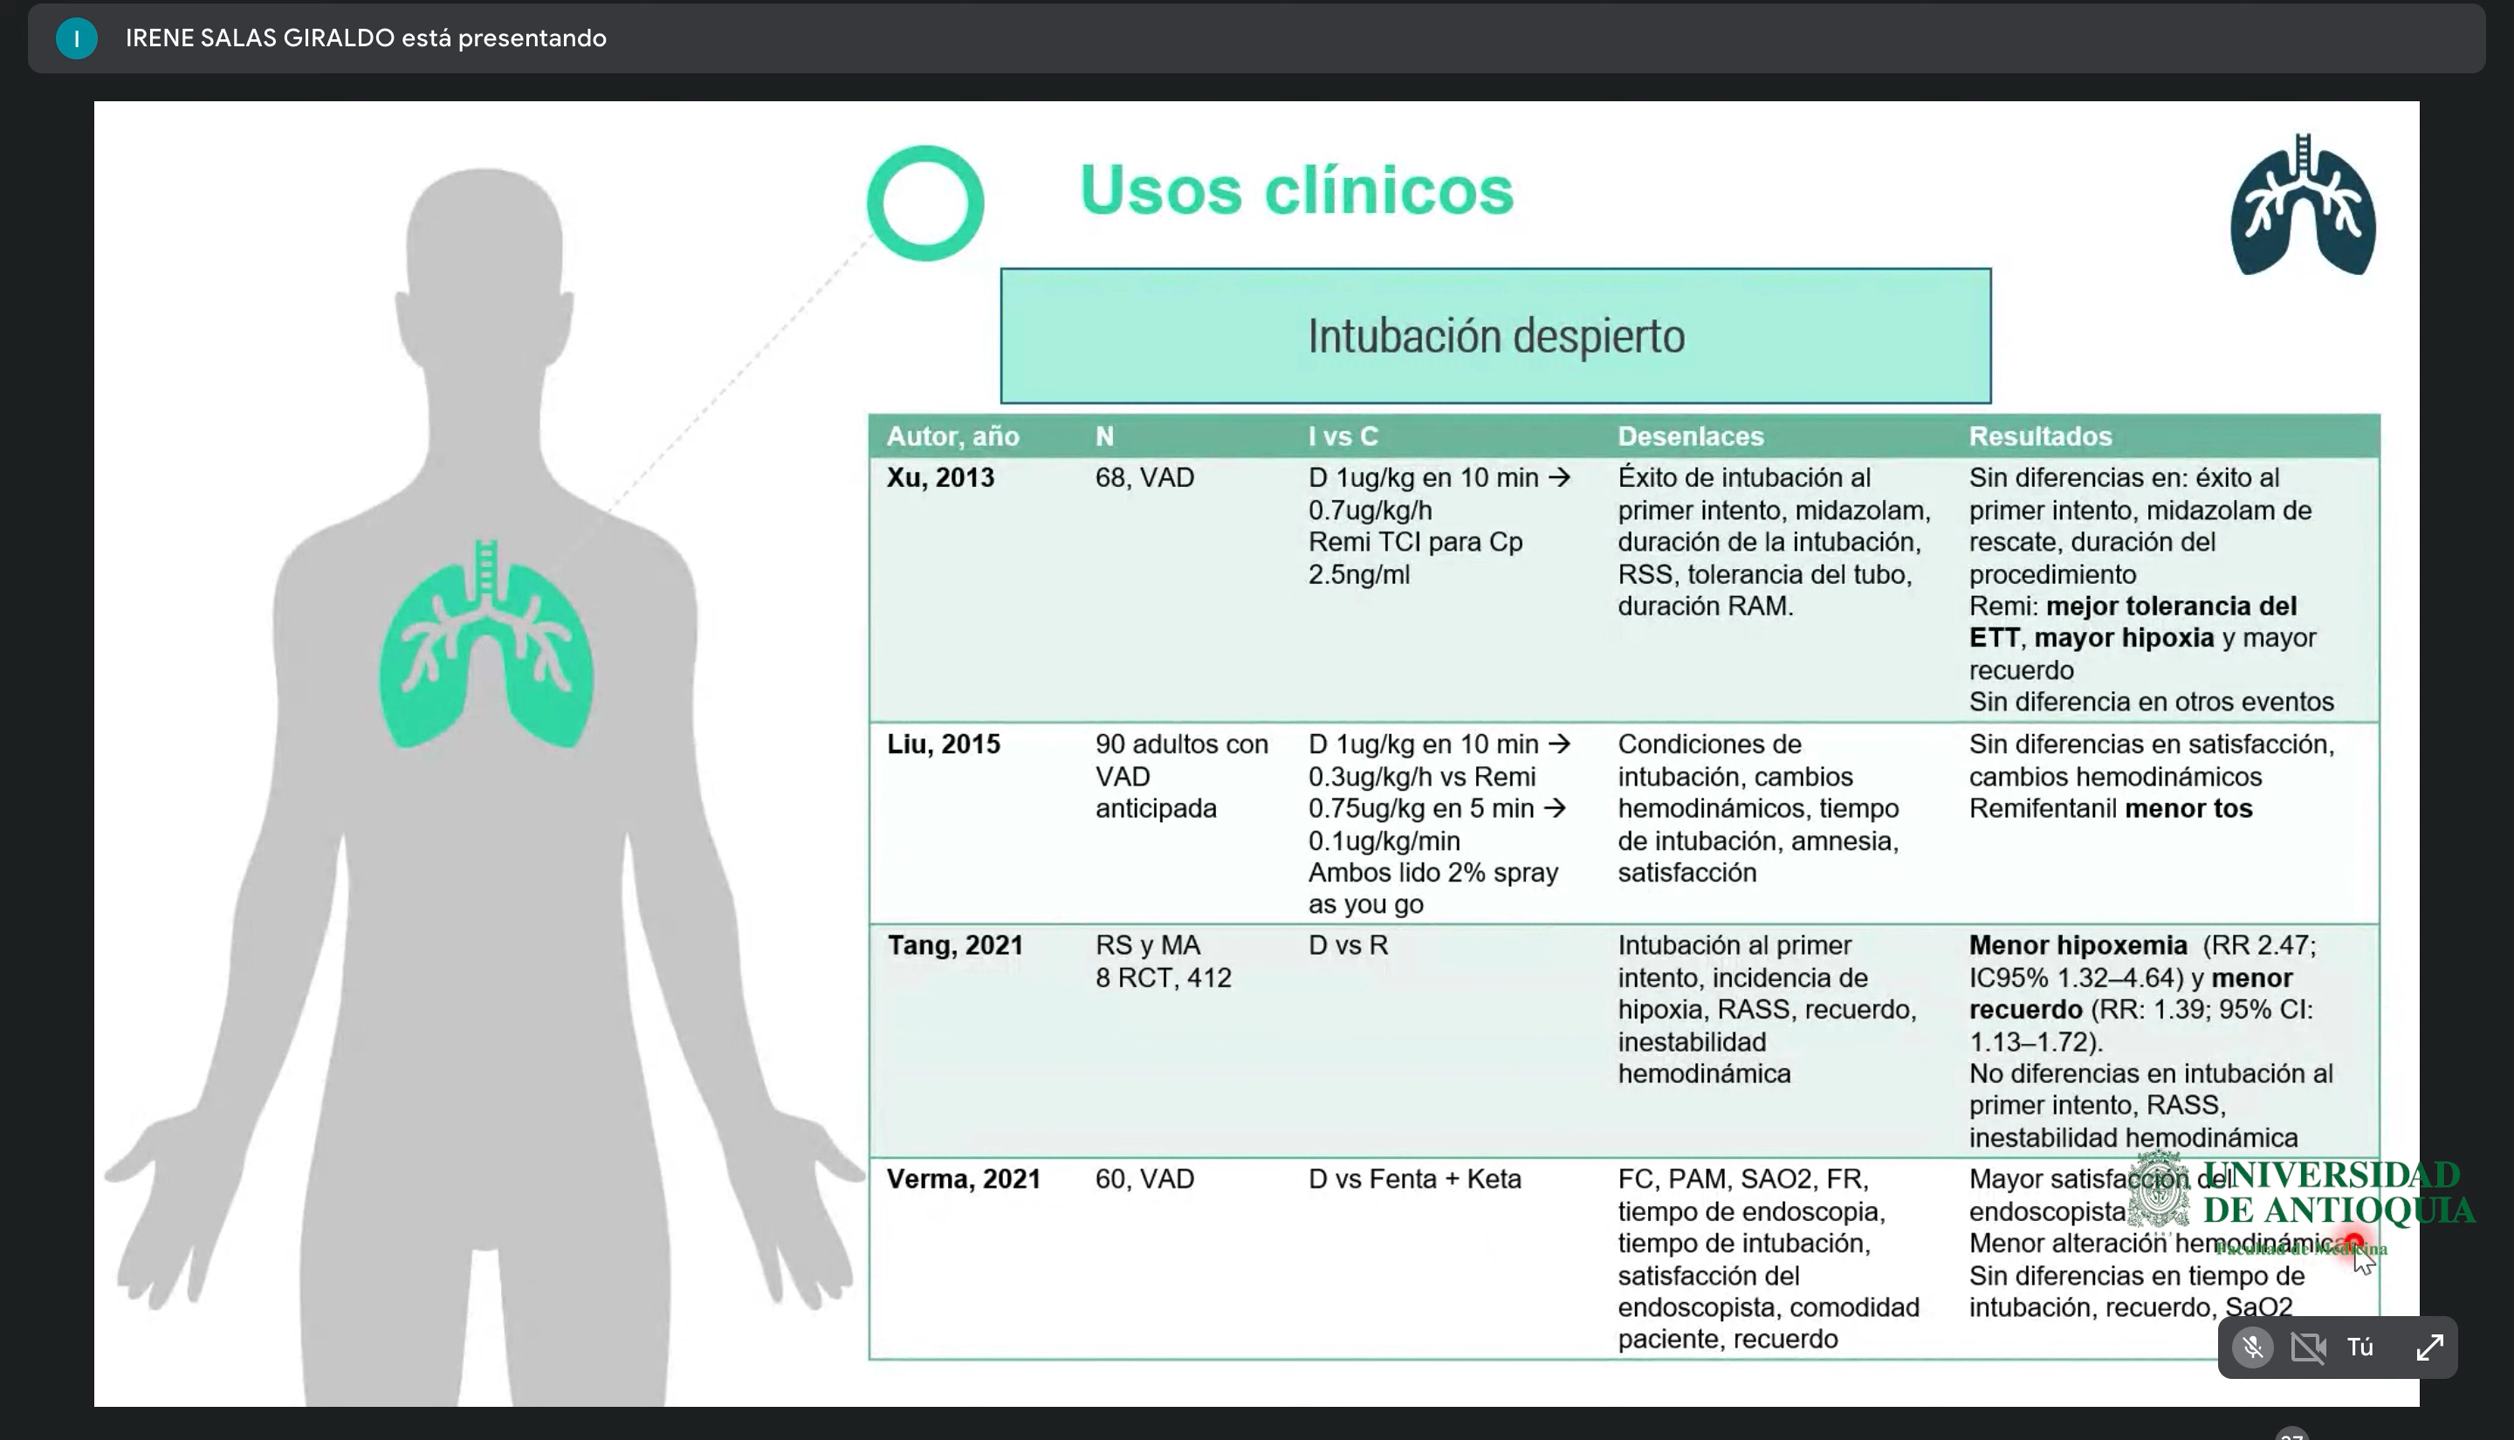 I
IRENE SALAS GIRALDO está presentando
Usos clínicos
Intubación despierto
Autor, año
N
I vs C
Desenlaces
Resultados
Xu, 2013
68, VAD
D 1ug/kg en 10 min →
0.7ug/kg/h
Remi TCI para Cp
2.5ng/ml
Éxito de intubación al
primer intento, midazolam,
duración de la intubación,
RSS, tolerancia del tubo,
duración RAM.
Sin diferencias en: éxito al
primer intento, midazolam de
rescate, duración del
procedimiento
Remi: mejor tolerancia del
ETT, mayor hipoxia y mayor
recuerdo
Sin diferencia en otros eventos
Liu, 2015
90 adultos con
VAD
anticipada
D 1ug/kg en 10 min →
0.3ug/kg/h vs Remi
0.75ug/kg en 5 min →
0.1ug/kg/min
Ambos lido 2% spray
as you go
Condiciones de
intubación, cambios
hemodinámicos, tiempo
de intubación, amnesia,
satisfacción
Sin diferencias en satisfacción,
cambios hemodinámicos
Remifentanil menor tos
Tang, 2021
RS y MA
8 RCT, 412
D vs R
Intubación al primer
intento, incidencia de
hipoxia, RASS, recuerdo,
inestabilidad
hemodinámica
Menor hipoxemia (RR 2.47;
IC95% 1.32–4.64) y menor
recuerdo (RR: 1.39; 95% CI:
1.13–1.72).
No diferencias en intubación al
primer intento, RASS,
inestabilidad hemodinámica
Verma, 2021
60, VAD
D vs Fenta + Keta
FC, PAM, SAO2, FR,
tiempo de endoscopia,
tiempo de intubación,
satisfacción del
endoscopista, comodidad
paciente, recuerdo
Mayor satisfacción del
endoscopista
Menor alteración hemodinámica
Sin diferencias en tiempo de
intubación, recuerdo, SaO2
UNIVERSIDAD
DE ANTIOQUIA
Facultad de Medicina
Tú